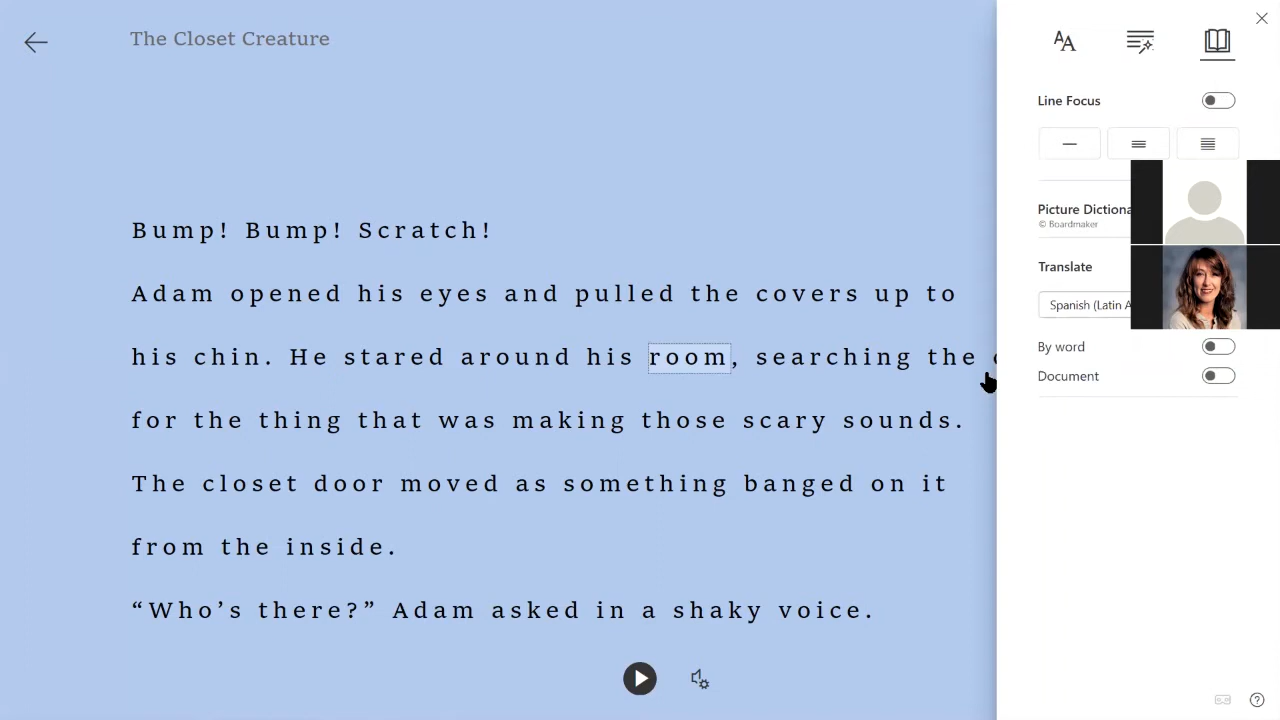 The Closet Creature
Bump! Bump! Scratch!
Adam opened his eyes and pulled the covers up to
his chin. He stared around his room, searching the
for the thing that was making those scary sounds.
The closet door moved as something banged on it
from the inside.
“Who’s there?” Adam asked in a shaky voice.
Line Focus
Picture Dictiona
© Boardmaker
Translate
Spanish (Latin A
By word
Document